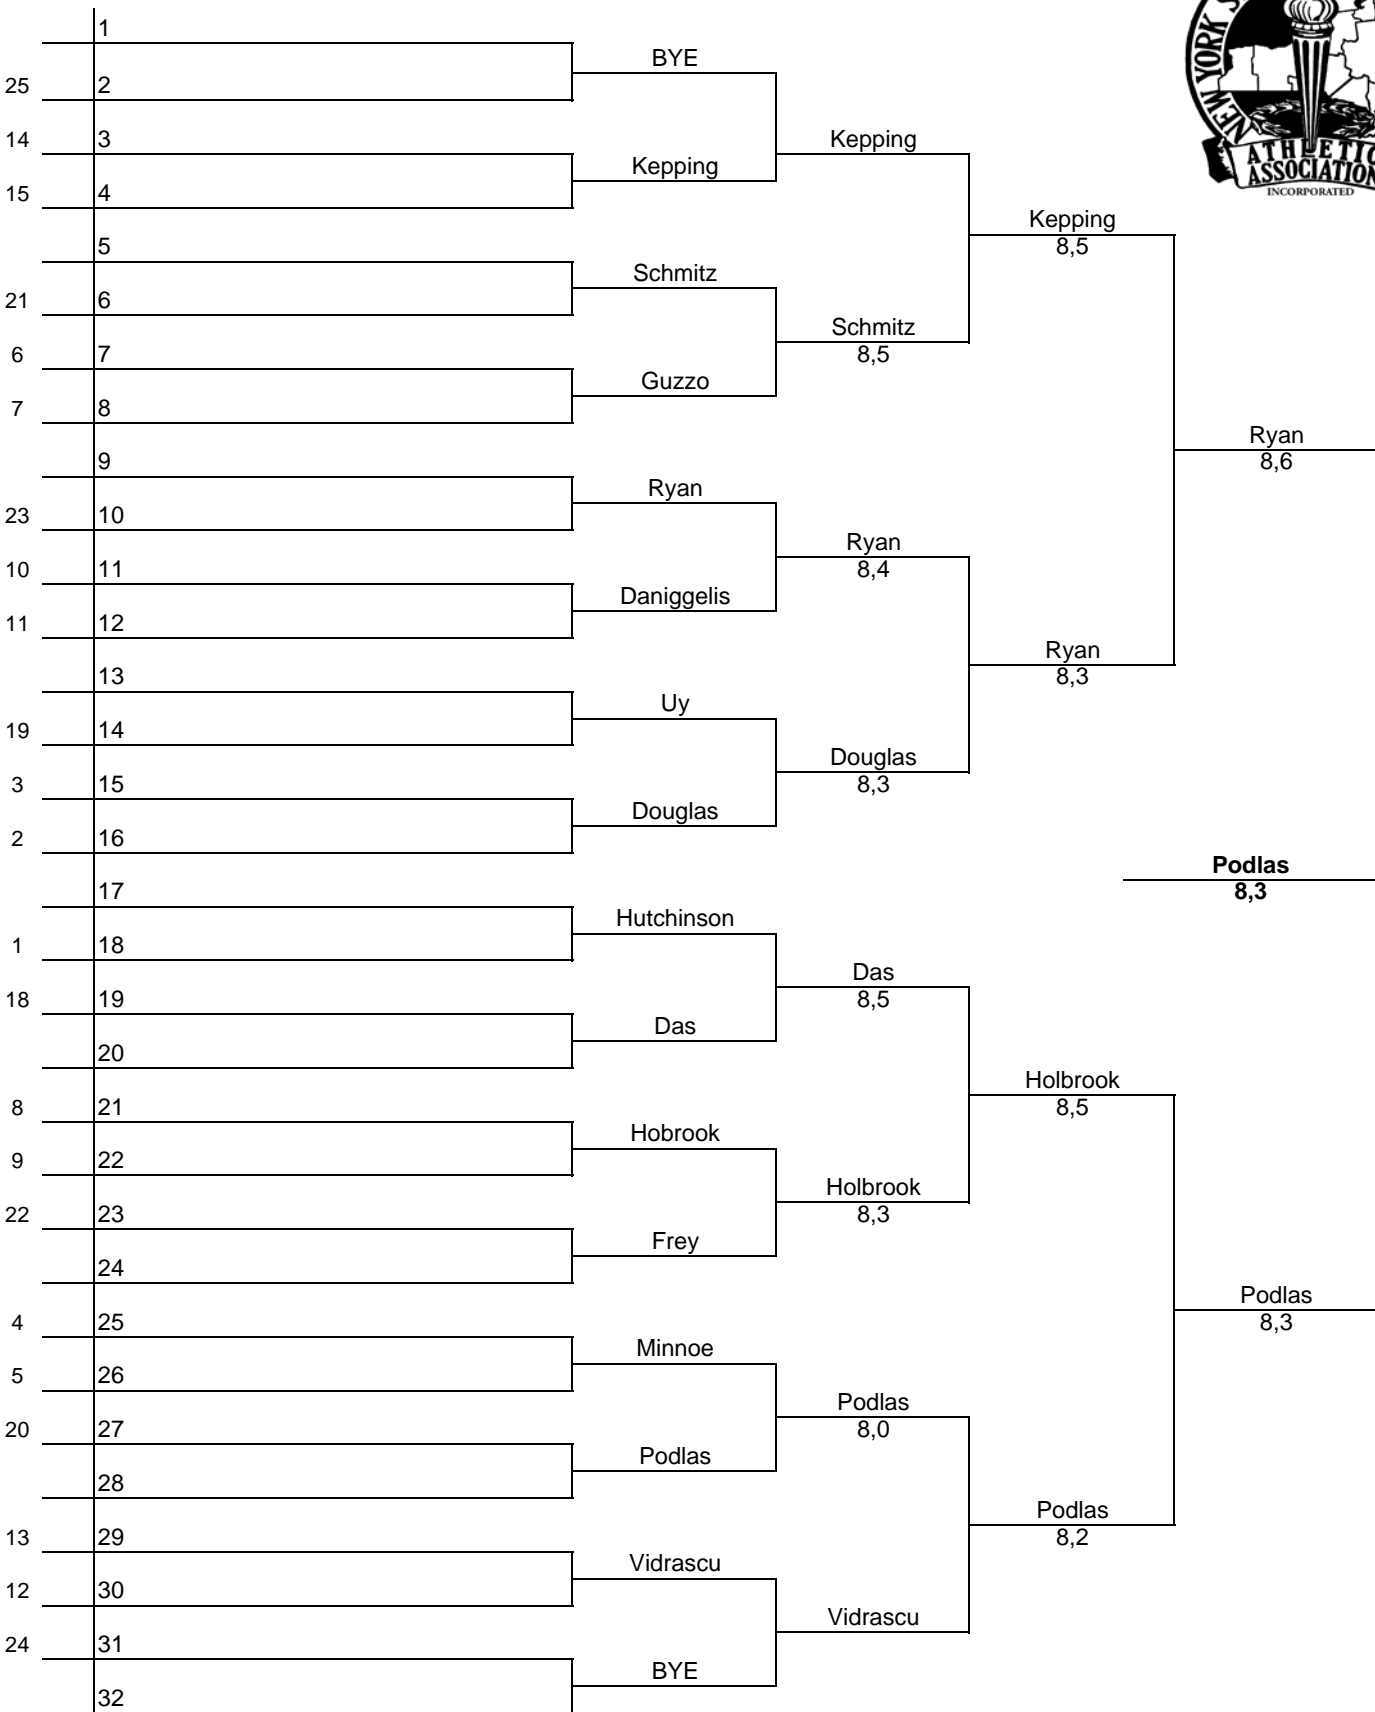 1
BYE
25 2
14 3
Kepping
Kepping
15 4
Kepping
8,5
5
Schmitz
21 6
Schmitz
8,5
6 7
Guzzo
7 8
Ryan
8,6
9
Ryan
23 10
Ryan
8,4
10 11
Daniggelis
11 12
Ryan
8,3
13
Uy
19 14
Douglas
8,3
3 15
Douglas
2 16
Podlas
8,3
17
Hutchinson
1 18
Das
8,5
18 19
Das
20
Holbrook
8,5
8 21
Hobrook
9 22
Holbrook
8,3
22 23
Frey
24
Podlas
8,3
4 25
Minnoe
5 26
Podlas
8,0
20 27
Podlas
28
Podlas
8,2
13 29
Vidrascu
12 30
Vidrascu
24 31
BYE
32
NEW YORK
ATHLETIC
ASSOCIATION
INCORPORATED